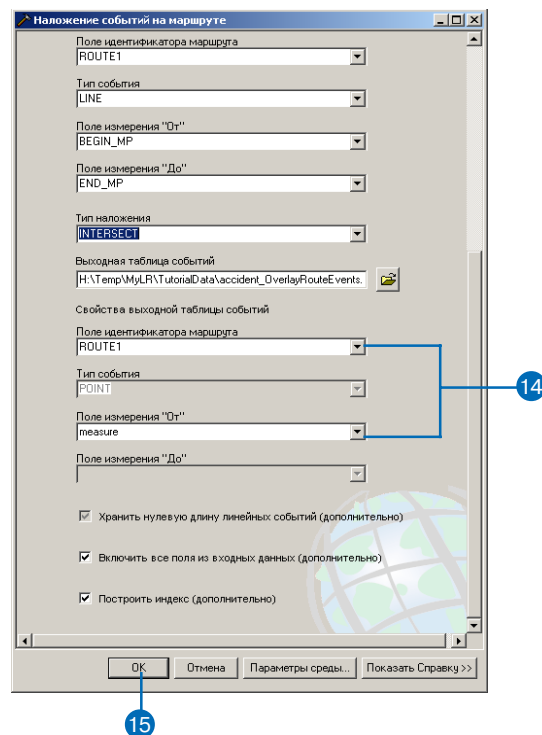 Наложение событий на маршруте
Поле идентификатора маршрута
ROUTE1
Тип события
LINE
Поле измерения "От"
BEGIN_MP
Поле измерения "До"
END_MP
Тип наложения
INTERSECT
Выходная таблица событий
H:\Temp\MyLR\TutorialData\accident_OverlayRouteEvents.
Свойства выходной таблицы событий
Поле идентификатора маршрута
ROUTE1
14
Тип события
POINT
Поле измерения "От"
measure
Поле измерения "До"
Хранить нулевую длину линейных событий (дополнительно)
Включить все поля из входных данных (дополнительно)
Построить индекс (дополнительно)
OK Отмена Параметры среды... Показать Справку >>
15